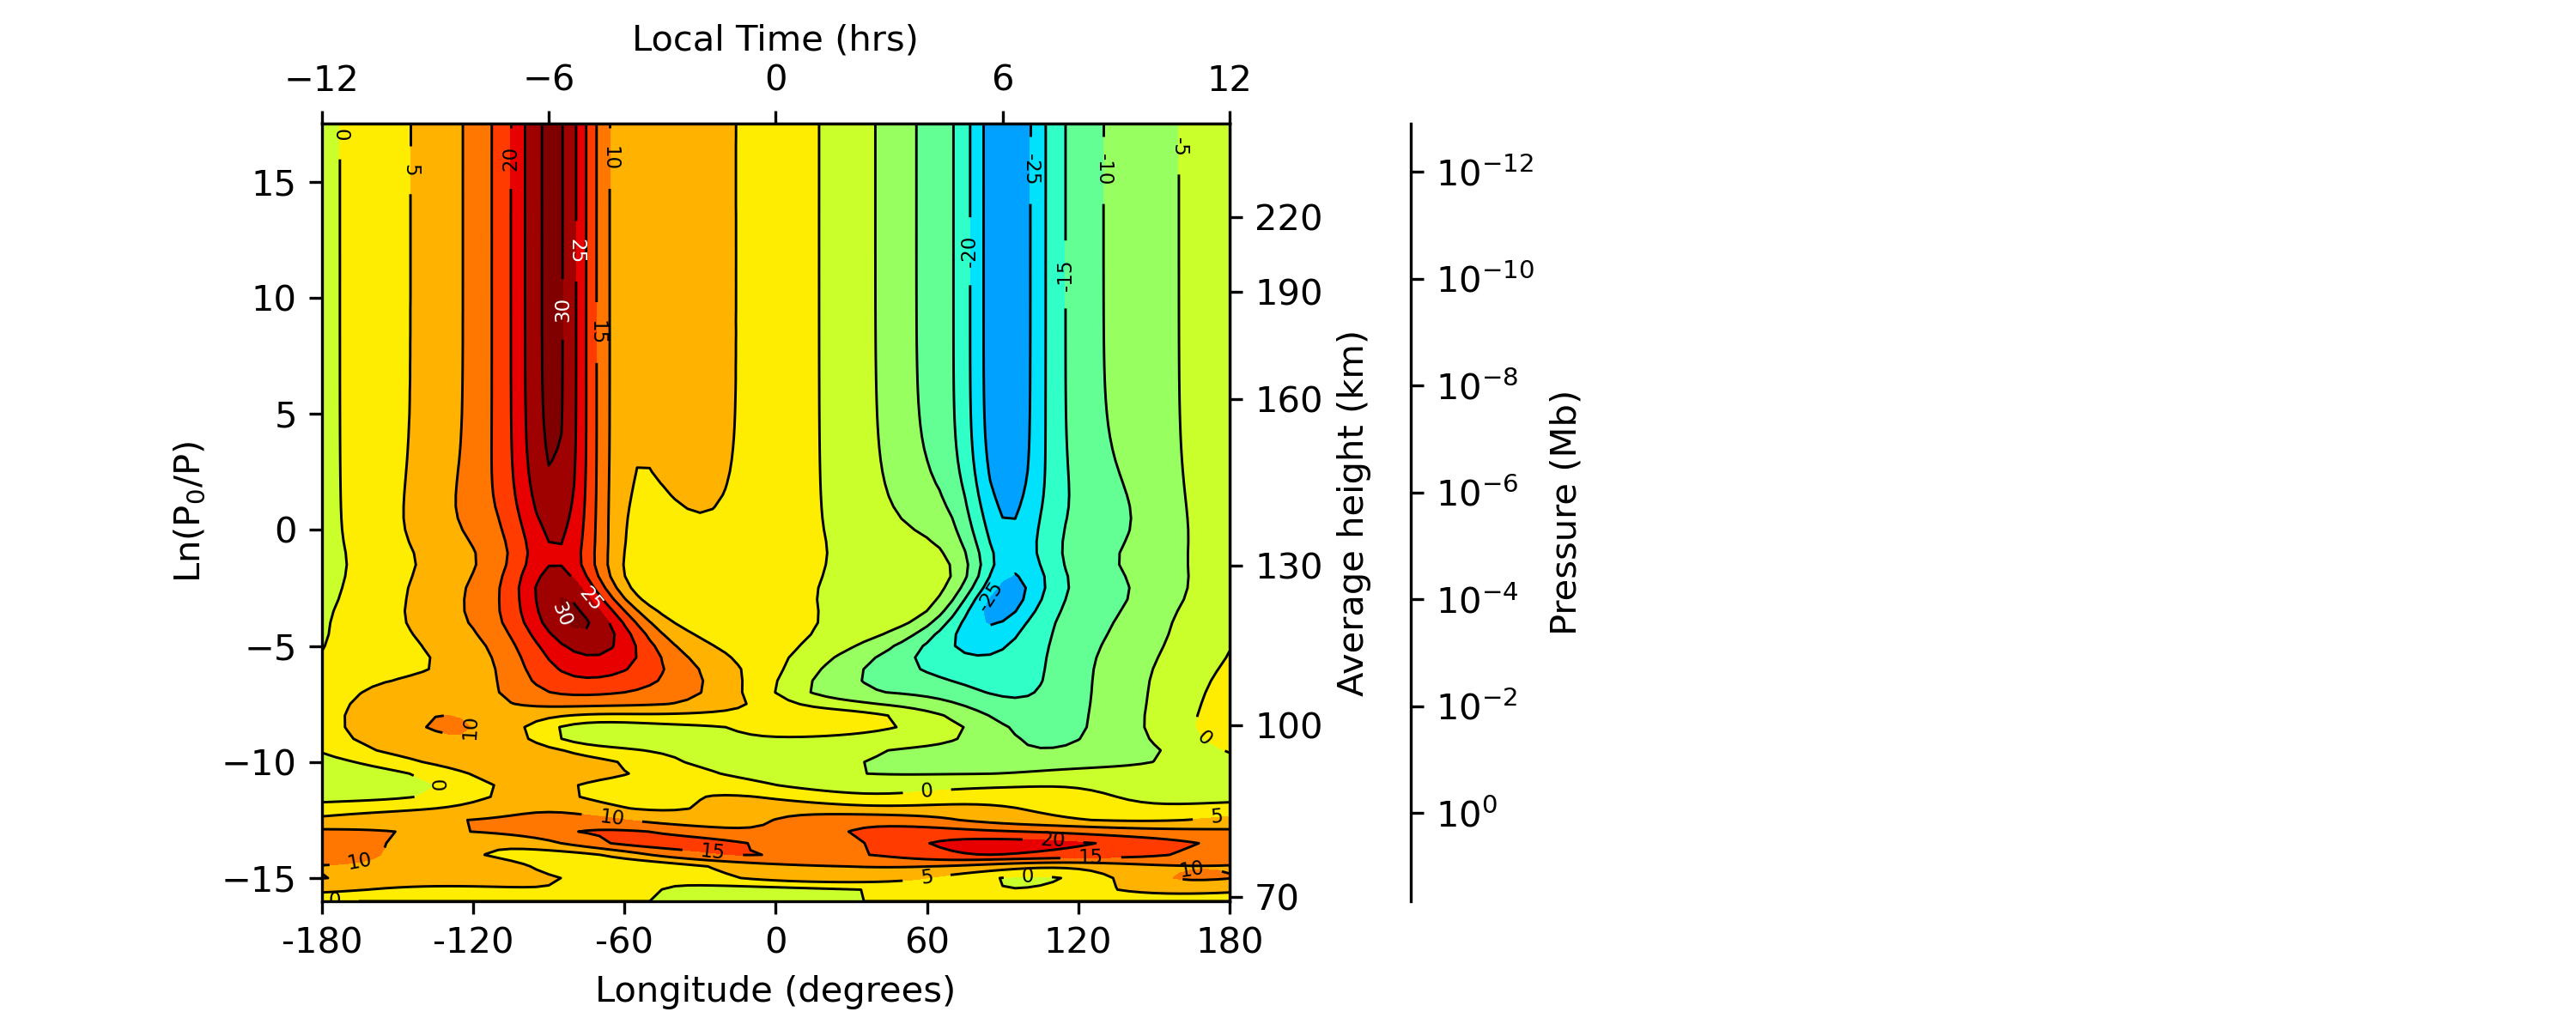 Local Time (hrs)
−12 −6 0 6 12
0 5 20 10 -25 -10 -5
15 10^{−12}
220
25 -20 -15
10 190 10^{−10}
30 15
5 160 10^{−8}
Ln(P_0/P) Average height (km) Pressure (Mb)
0 10^{−6}
130
25 30 -25 10^{−4}
−5
10 100 10^{−2}
0
−10
0 0
10 5 10^0
20
15 15
10 10
−15 5 0
0 70
-180 -120 -60 0 60 120 180
Longitude (degrees)